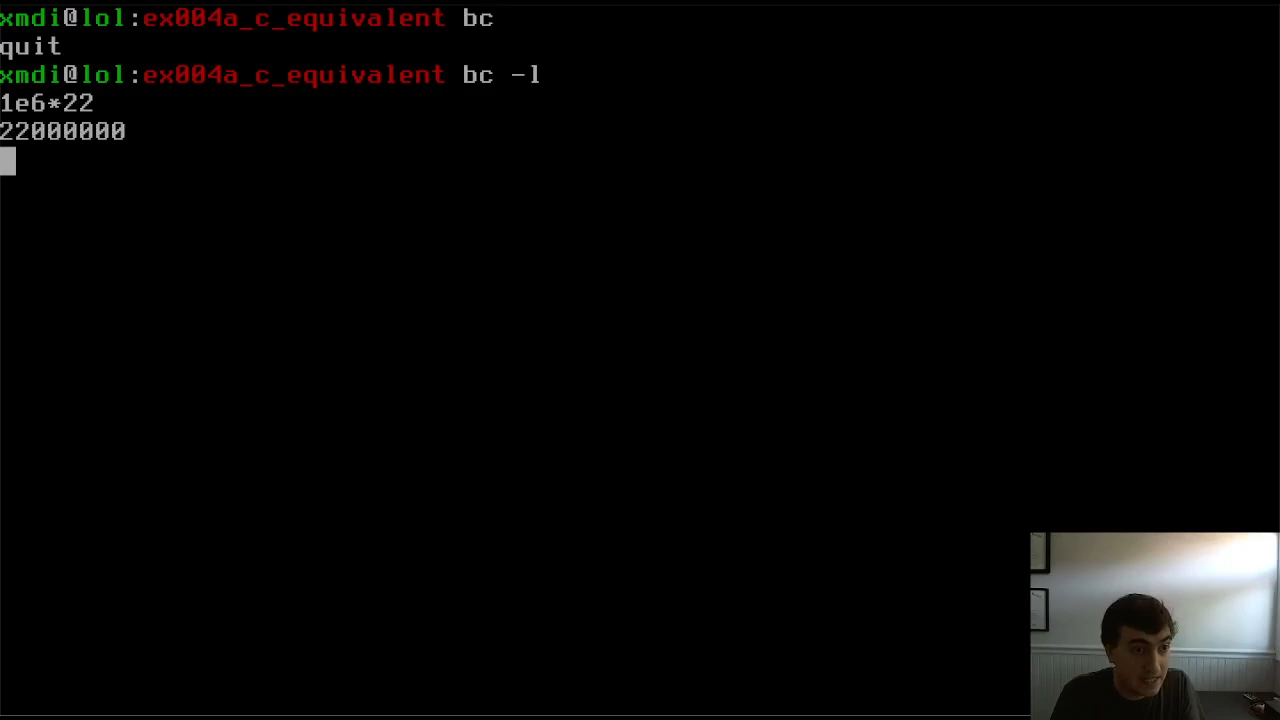 xmdi@lol:ex004a_c_equivalent bc
quit
xmdi@lol:ex004a_c_equivalent bc -l
1e6*22
22000000